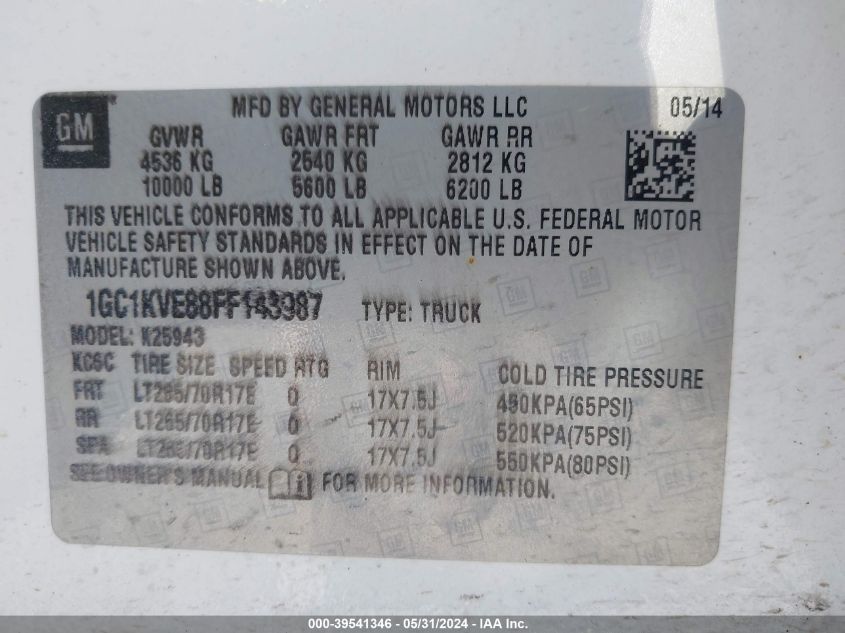 GM
MFD BY GENERAL MOTORS LLC 05/14
GVWR GAWR FRT GAWR RR
4536 KG 2540 KG 2812 KG
10000 LB 5600 LB 6200 LB
THIS VEHICLE CONFORMS TO ALL APPLICABLE U.S. FEDERAL MOTOR
VEHICLE SAFETY STANDARDS IN EFFECT ON THE DATE OF
MANUFACTURE SHOWN ABOVE.
1GC1KVE88FF143987 TYPE: TRUCK
MODEL: K25943
KCSC TIRE SIZE SPEED RTG RIM COLD TIRE PRESSURE
FRT LT265/70R17E Q 17X7.5J 450KPA(65PSI)
RR LT265/70R17E Q 17X7.5J 520KPA(75PSI)
SPA LT265/70R17E Q 17X7.5J 550KPA(80PSI)
SEE OWNER'S MANUAL FOR MORE INFORMATION.
000-39541346 - 05/31/2024 - IAA Inc.